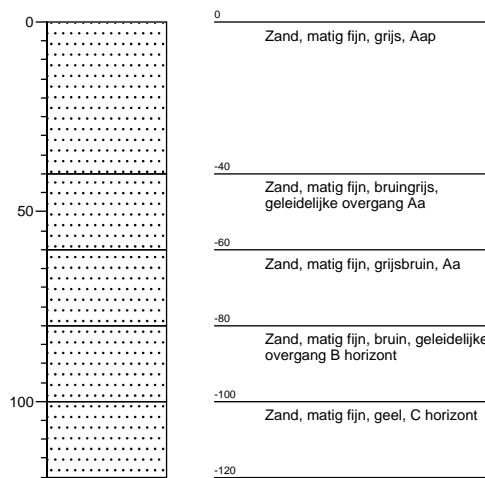 0
50
100
0
Zand, matig fijn, grijs, Aap
-40
Zand, matig fijn, bruingrijs,
geleidelijke overgang Aa
-60
Zand, matig fijn, grijsbruin, Aa
-80
Zand, matig fijn, bruin, geleidelijke
overgang B horizont
-100
Zand, matig fijn, geel, C horizont
-120